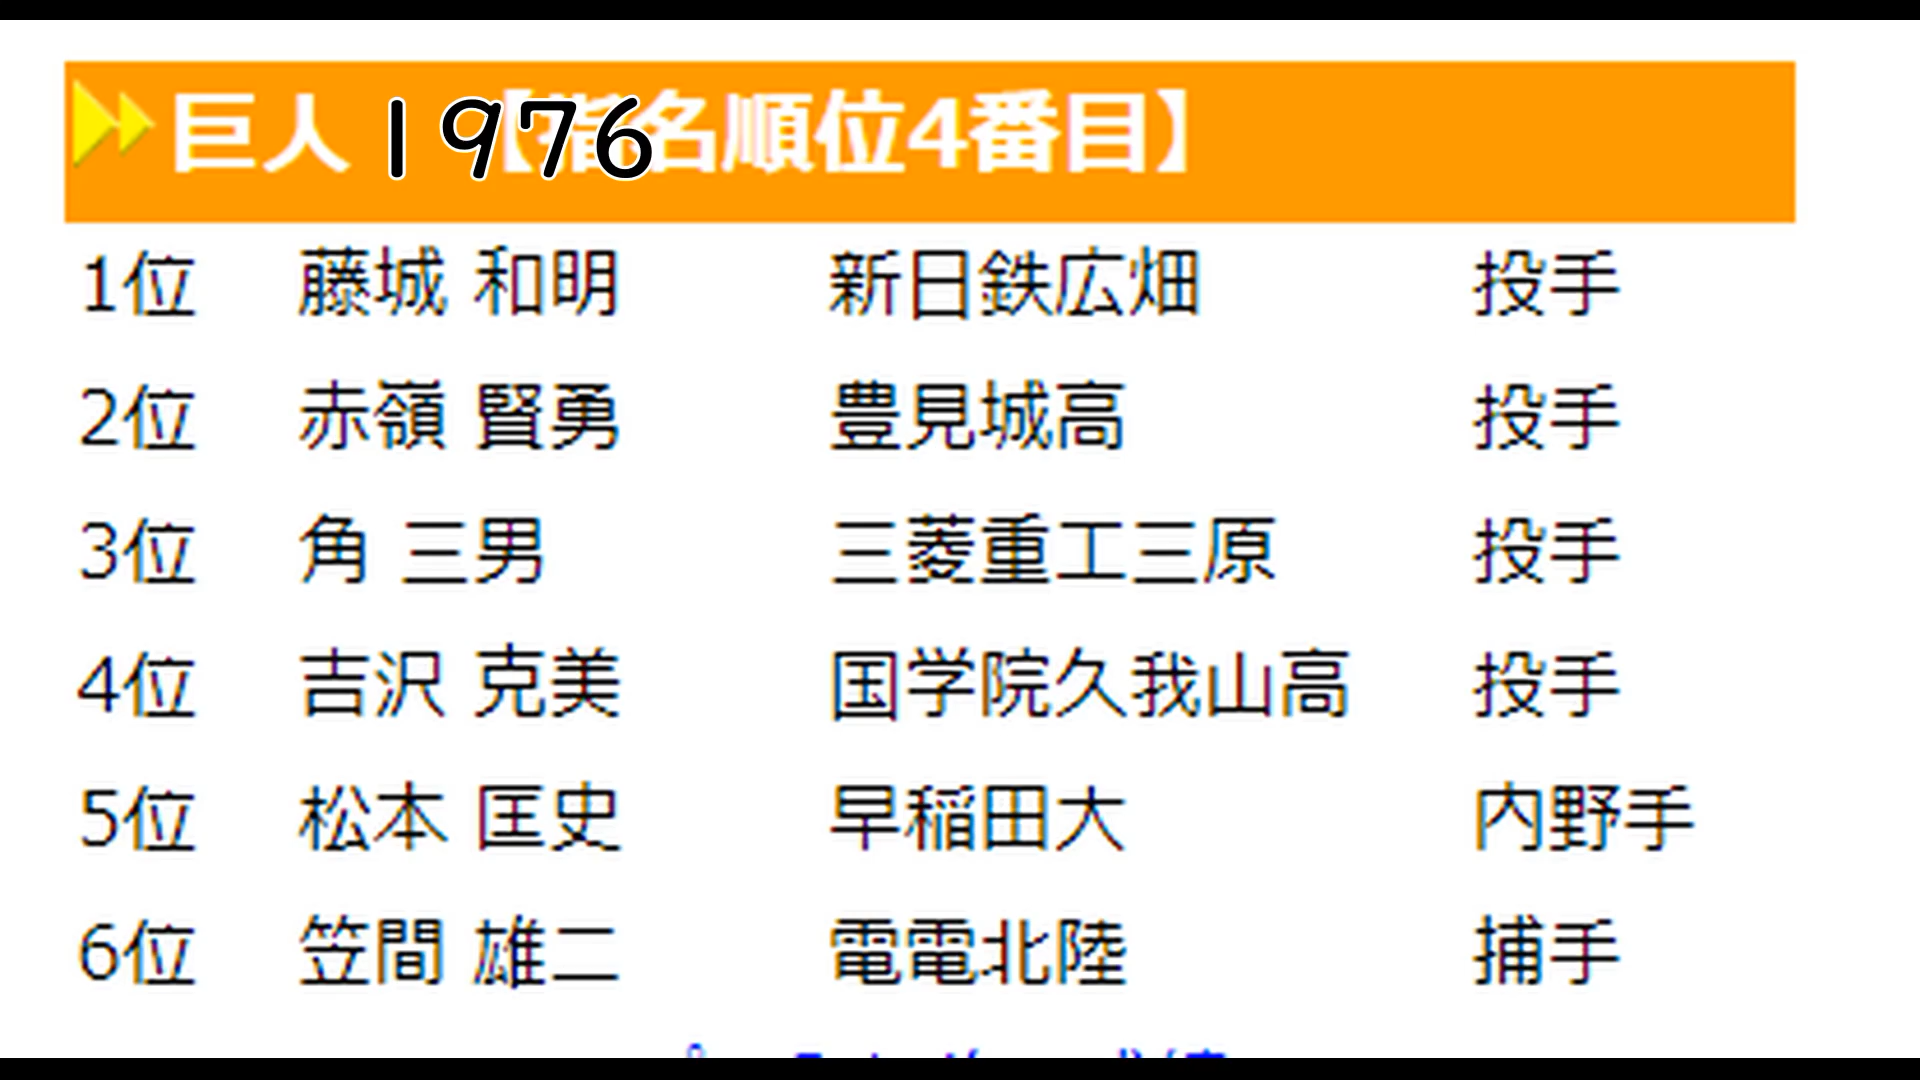 巨人 1976【指名順位4番目】
1位 藤城 和明 新日鉄広畑 投手
2位 赤嶺 賢勇 豊見城高 投手
3位 角 三男 三菱重工三原 投手
4位 吉沢 克美 国学院久我山高 投手
5位 松本 匡史 早稲田大 内野手
6位 笠間 雄二 電電北陸 捕手